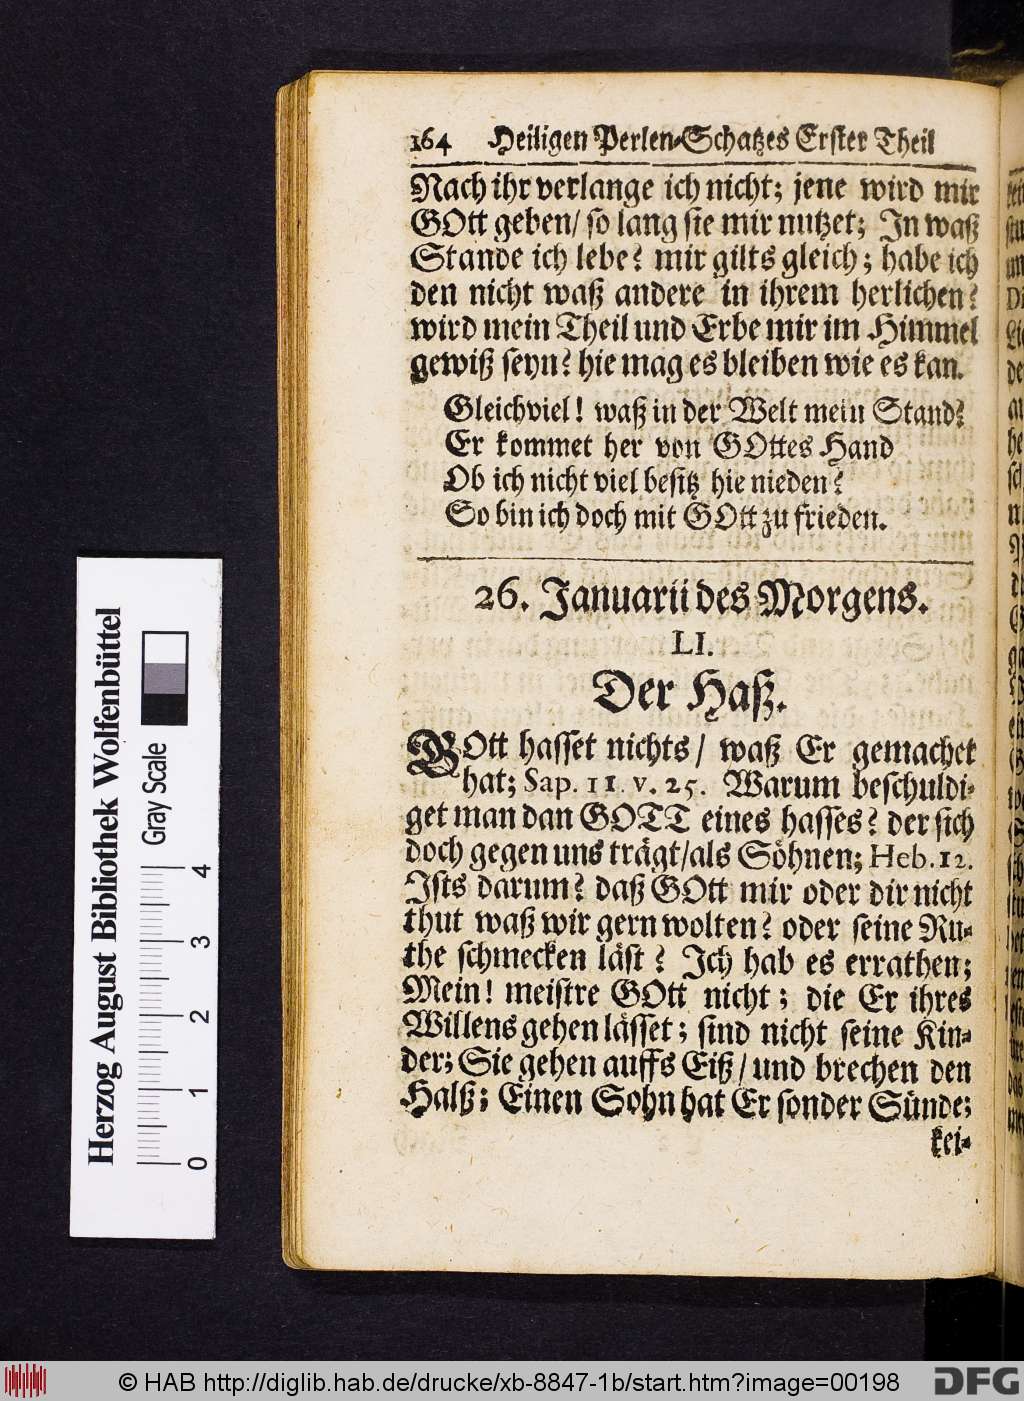 164 Heiligen Perlen-Schatzes Erster Theil
Nach ihr verlange ich nicht; jene wird mir
GOtt geben/ so lang sie mir nutzet; In waß
Stande ich lebe? mir gilts gleich; habe ich
den nicht waß andere in ihrem herlichen?
wird mein Theil und Erbe mir im Himmel
gewiß seyn? hie mag es bleiben wie es kan.
Gleichviel! waß in der Welt mein Stand?
Er kommet her von GOttes Hand
Ob ich nicht viel besitz hie nieden?
So bin ich doch mit GOtt zu frieden.
26. Januarii des Morgens.
LI.
Der Haß.
GOtt hasset nichts/ waß Er gemachet
hat; Sap. 11. v. 25. Warum beschuldi-
get man dan GOTT eines hasses? der sich
doch gegen uns trägt/als Söhnen; Heb. 12.
Ists darum? daß GOtt mir oder dir nicht
thut waß wir gern wolten? oder seine Ru-
the schmecken läst? Ich hab es errathen;
Mein! meistre GOtt nicht; die Er ihres
Willens gehen lässet; sind nicht seine Kin-
der; Sie gehen auffs Eiß/ und brechen den
Halß; Einen Sohn hat Er sonder Sünde;
kei-
Herzog August Bibliothek Wolfenbüttel
Gray Scale
0 1 2 3 4
© HAB http://diglib.hab.de/drucke/xb-8847-1b/start.htm?image=00198
DFG